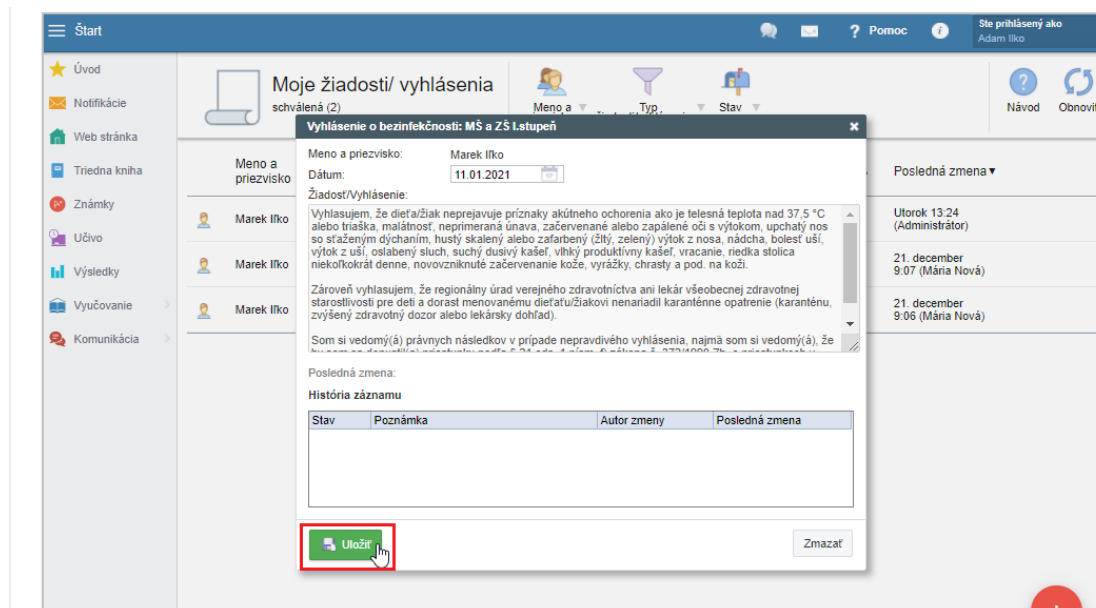 Štart
? Pomoc
Ste prihlásený ako
Adam Ilko
Úvod
Notifikácie
Web stránka
Triedna kniha
Známky
Učivo
Výsledky
Vyučovanie
Komunikácia
Moje žiadosti/ vyhlásenia
schválená (2)
Meno a
Typ
Stav
Návod
Obnoviť
Meno a
priezvisko
Posledná zmena▼
Marek Iľko
Utorok 13:24
(Administrátor)
Marek Iľko
21. december
9:07 (Mária Nová)
Marek Iľko
21. december
9:06 (Mária Nová)
Vyhlásenie o bezinfekčnosti: MŠ a ZŠ I.stupeň
Meno a priezvisko: Marek Iľko
Dátum: 11.01.2021
Žiadosť/Vyhlásenie:
Vyhlasujem, že dieťa/žiak neprejavuje príznaky akútneho ochorenia ako je telesná teplota nad 37,5 °C
alebo triaška, malátnosť, neprimeraná únava, začervenané alebo zapálené oči s výtokom, upchatý nos
so sťaženým dýchaním, hustý skalený alebo zafarbený (žltý, zelený) výtok z nosa, nádcha, bolesť uší,
výtok z uší, oslabený sluch, suchý dusivý kašeľ, vlhký produktívny kašeľ, vracanie, riedka stolica
niekoľkokrát denne, novovzniknuté začervenanie kože, vyrážky, chrasty a pod. na koži.
Zároveň vyhlasujem, že regionálny úrad verejného zdravotníctva ani lekár všeobecnej zdravotnej
starostlivosti pre deti a dorast menovanému dieťaťu/žiakovi nenariadil karanténne opatrenie (karanténu,
zvýšený zdravotný dozor alebo lekársky dohľad).
Som si vedomý(á) právnych následkov v prípade nepravdivého vyhlásenia, najmä som si vedomý(á), že
Posledná zmena:
História záznamu
Stav Poznámka Autor zmeny Posledná zmena
Uložiť
Zmazať